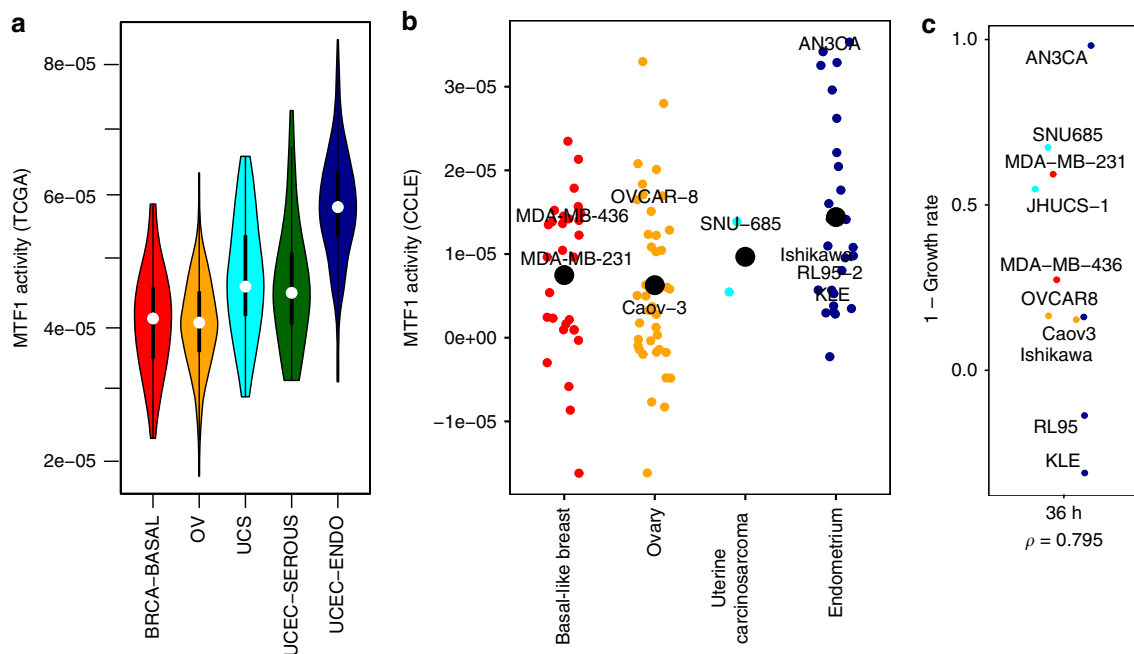 a
MTF1 activity (TCGA)
8e−05
6e−05
4e−05
2e−05
BRCA−BASAL
OV
UCS
UCEC−SEROUS
UCEC−ENDO
b
MTF1 activity (CCLE)
3e−05
2e−05
1e−05
0e+00
−1e−05
AN3CA
OVCAR−8
MDA-MB-436
SNU−685
MDA−MB−231
Ishikawa
RL95−2
KLE
Caov−3
Basal-like breast
Ovary
Uterine
carcinosarcoma
Endometrium
c
1 − Growth rate
1.0
0.5
0.0
AN3CA
SNU685
MDA−MB−231
JHUCS−1
MDA−MB−436
OVCAR8
Caov3
Ishikawa
RL95
KLE
36 h
ρ = 0.795